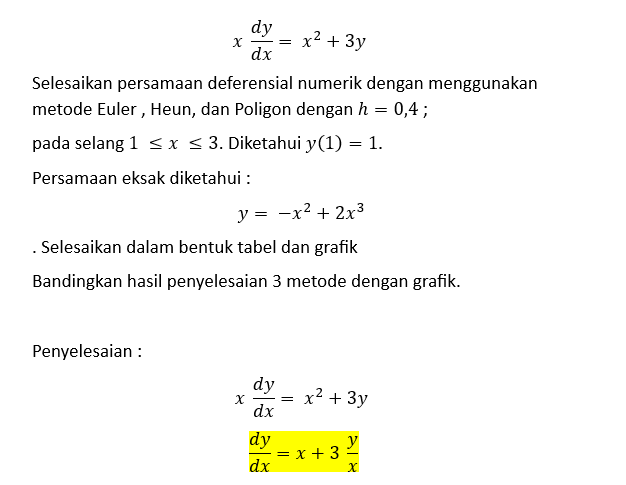 x dy/dx = x² + 3y
Selesaikan persamaan deferensial numerik dengan menggunakan
metode Euler , Heun, dan Poligon dengan h = 0,4 ;
pada selang 1 ≤ x ≤ 3. Diketahui y(1) = 1.
Persamaan eksak diketahui :
y = −x² + 2x³
. Selesaikan dalam bentuk tabel dan grafik
Bandingkan hasil penyelesaian 3 metode dengan grafik.
Penyelesaian :
x dy/dx = x² + 3y
dy/dx = x + 3 y/x